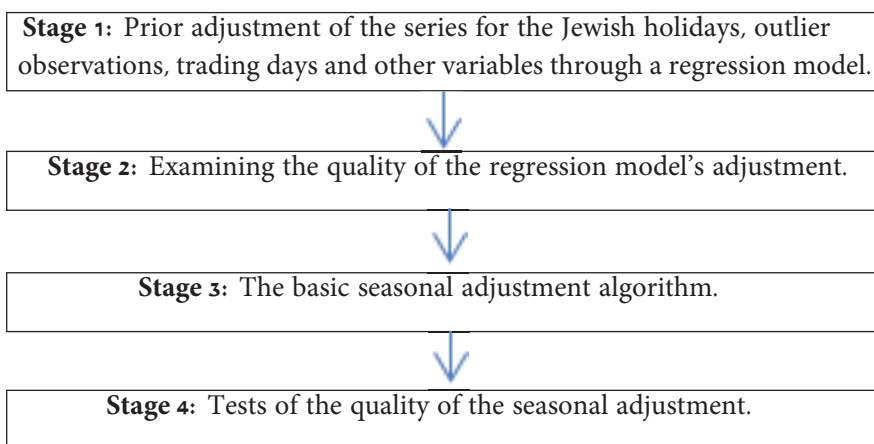 Stage 1: Prior adjustment of the series for the Jewish holidays, outlier
observations, trading days and other variables through a regression model.
Stage 2: Examining the quality of the regression model’s adjustment.
Stage 3: The basic seasonal adjustment algorithm.
Stage 4: Tests of the quality of the seasonal adjustment.